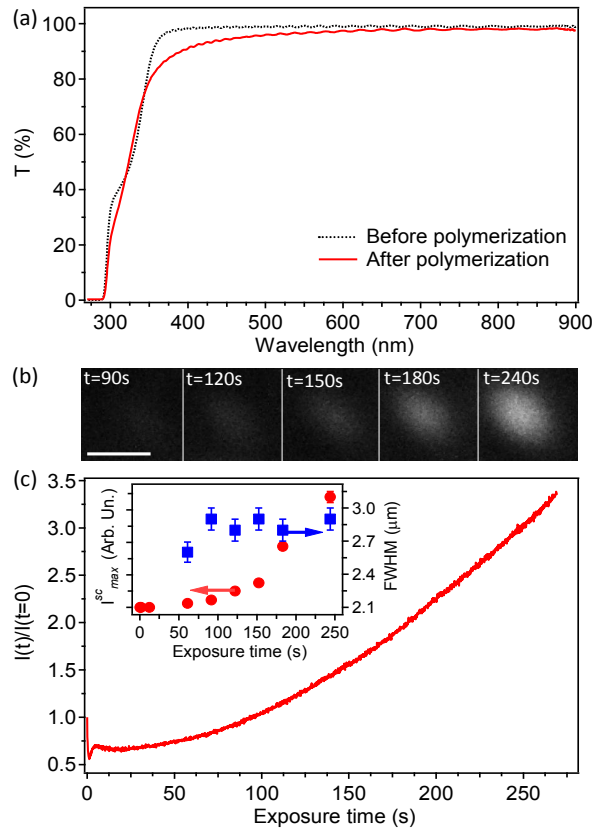 (a)
100
80
60
40
20
0
T (%)
Before polymerization
After polymerization
300 400 500 600 700 800 900
Wavelength (nm)
(b)
t=90s t=120s t=150s t=180s t=240s
(c)
3.5
3.0
2.5
2.0
1.5
1.0
0.5
I(t)/I(t=0)
I^sc_max (Arb. Un.)
3.0
2.7
2.4
2.1
FWHM (μm)
0 50 100 150 200 250
Exposure time (s)
0 50 100 150 200 250
Exposure time (s)